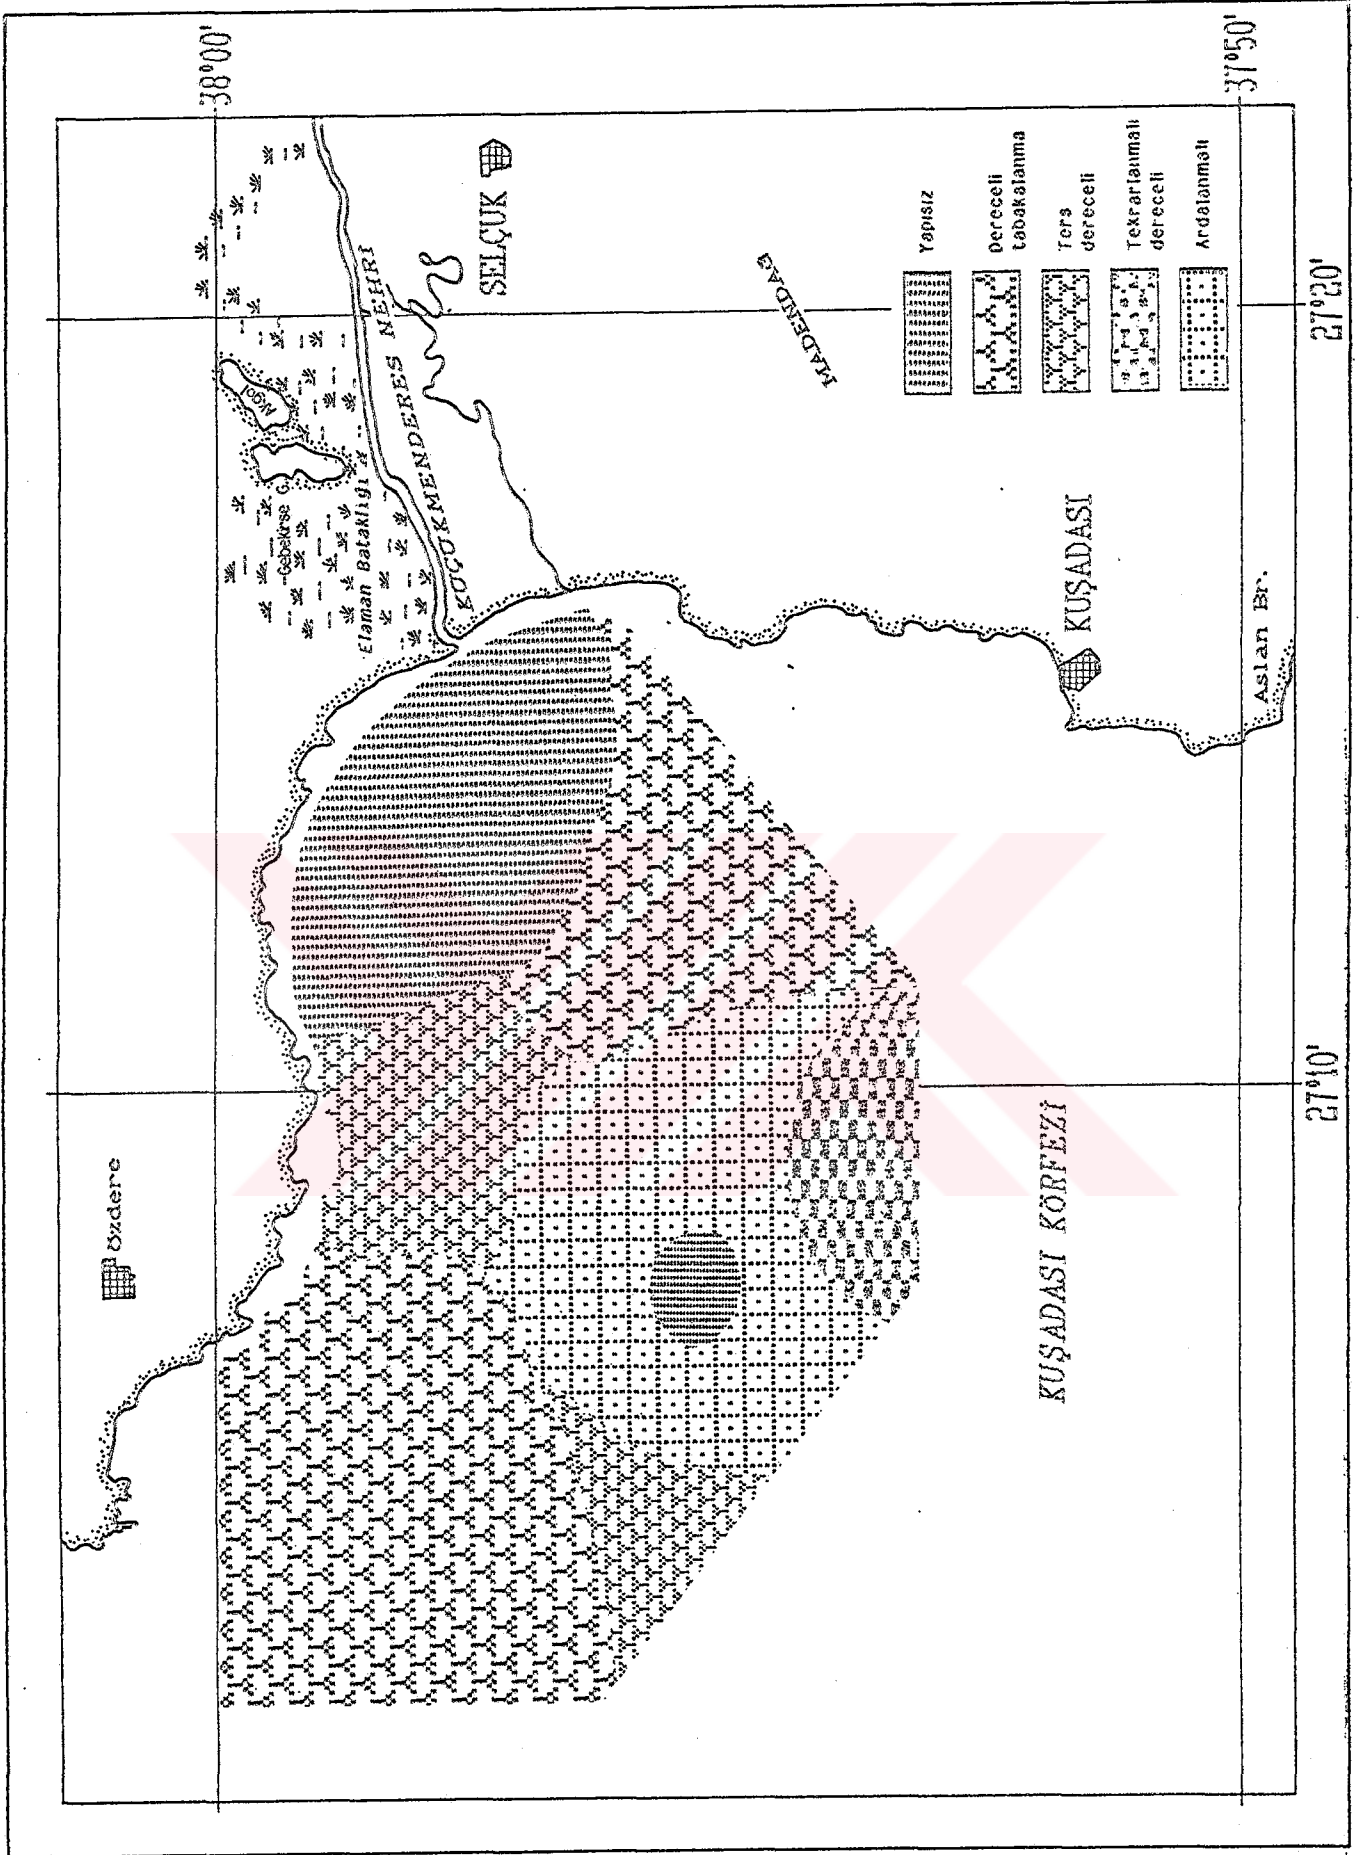 38°00'
37°50'
27°20'
27°10'
Özdere
Gebekirse G.
Elaman Bataklığı
KÜÇÜKMENDERES NEHRİ
SELÇUK
MADENDAĞ
KUŞADASI
Aslan Br.
KUŞADASI KÖRFEZİ
Yapısız
Dereceli
tabakalanma
Ters
dereceli
Tekrarlanmalı
dereceli
Ardalanmalı